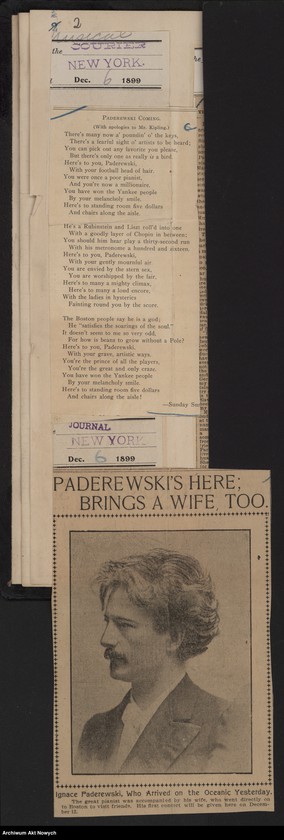 2
Musical
the COURIER
NEW YORK.
Dec. 6 1899
PADEREWSKI COMING.
(With apologies to Mr. Kipling.)
There's many now a' poundin' o' the keys,
There's a fearful sight o' artists to be heard;
You can pick out any favorite you please,
But there's only one as really is a bird.
Here's to you, Paderewski,
With your football head of hair
You were once a poor pianist,
And you're now a millionaire.
You have won the Yankee people
By your melancholy smile.
Here's to standing room five dollars
And chairs along the aisle.
He's a Rubinstein and Liszt roll'd into one
With a goodly layer of Chopin in between;
You should him hear play a thirty-second run
With his metronome a hundred and sixteen.
Here's to you, Paderewski,
With your gently mournful air
You are envied by the stern sex,
You are worshipped by the fair.
Here's to many a mighty climax,
Here's to many a loud encore,
With the ladies in hysterics
Fainting round you by the score.
The Boston people say he is a god;
He "satisfies the soarings of the soul."
It doesn't seem to me so very odd,
For how is beans to grow without a Pole?
Here's to you, Paderewski,
With your grave, artistic ways.
You're the prince of all the players,
You're the great and only craze.
You have won the Yankee people
By your melancholy smile.
Here's to standing room five dollars
And chairs along the aisle!
—Sunday
JOURNAL
NEW YORK
Dec. 6 1899
PADEREWSKI'S HERE;
BRINGS A WIFE, TOO.
Ignace Paderewski, Who Arrived on the Oceanic Yesterday.
The great pianist was accompanied by his wife, who went directly on
to Boston to visit friends. His first concert will be given here on Decem-
ber 12.
Archiwum Akt Nowych